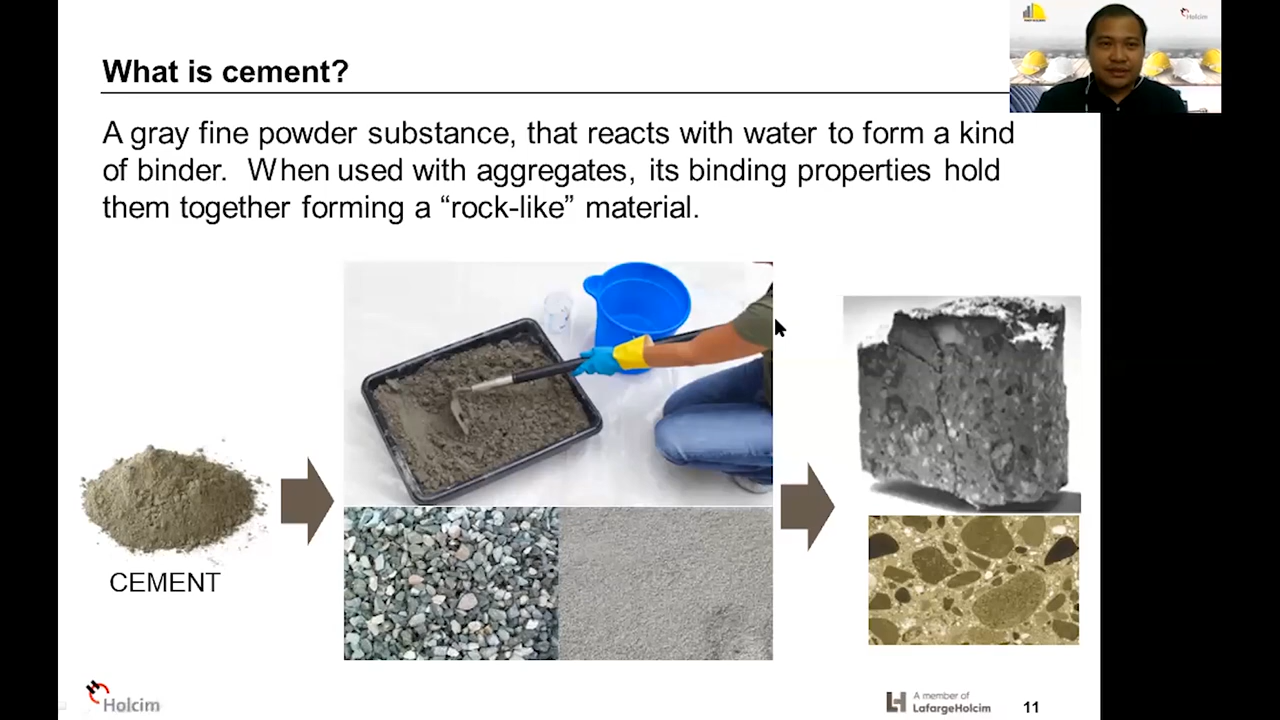 What is cement?
A gray fine powder substance, that reacts with water to form a kind
of binder. When used with aggregates, its binding properties hold
them together forming a “rock-like” material.
CEMENT
Holcim
A member of
LafargeHolcim
11
Holcim